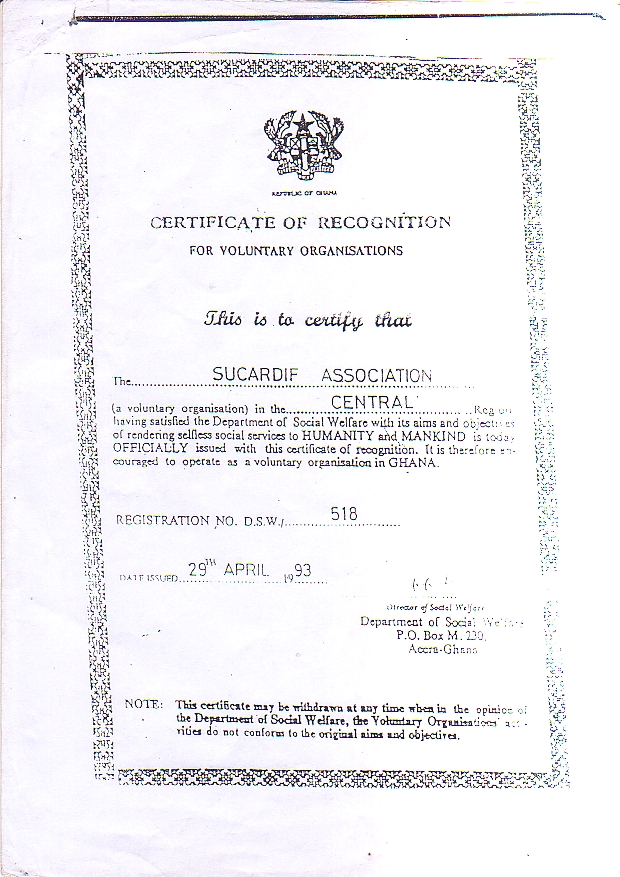 REPUBLIC OF GHANA
CERTIFICATE OF RECOGNITION
FOR VOLUNTARY ORGANISATIONS
This is to certify that
The SUCARDIF ASSOCIATION
(a voluntary organisation) in the CENTRAL Region
having satisfied the Department of Social Welfare with its aims and objectives
of rendering selfless social services to HUMANITY and MANKIND is today
OFFICIALLY issued with this certificate of recognition. It is therefore en-
couraged to operate as a voluntary organisation in GHANA.
REGISTRATION NO. D.S.W./ 518
DATE ISSUED 29TH APRIL 1993
Director of Social Welfare
Department of Social Welfare
P.O. Box M. 230,
Accra-Ghana
NOTE: This certificate may be withdrawn at any time when in the opinion of
the Department of Social Welfare, the Voluntary Organisations' acti-
vities do not conform to the original aims and objectives.